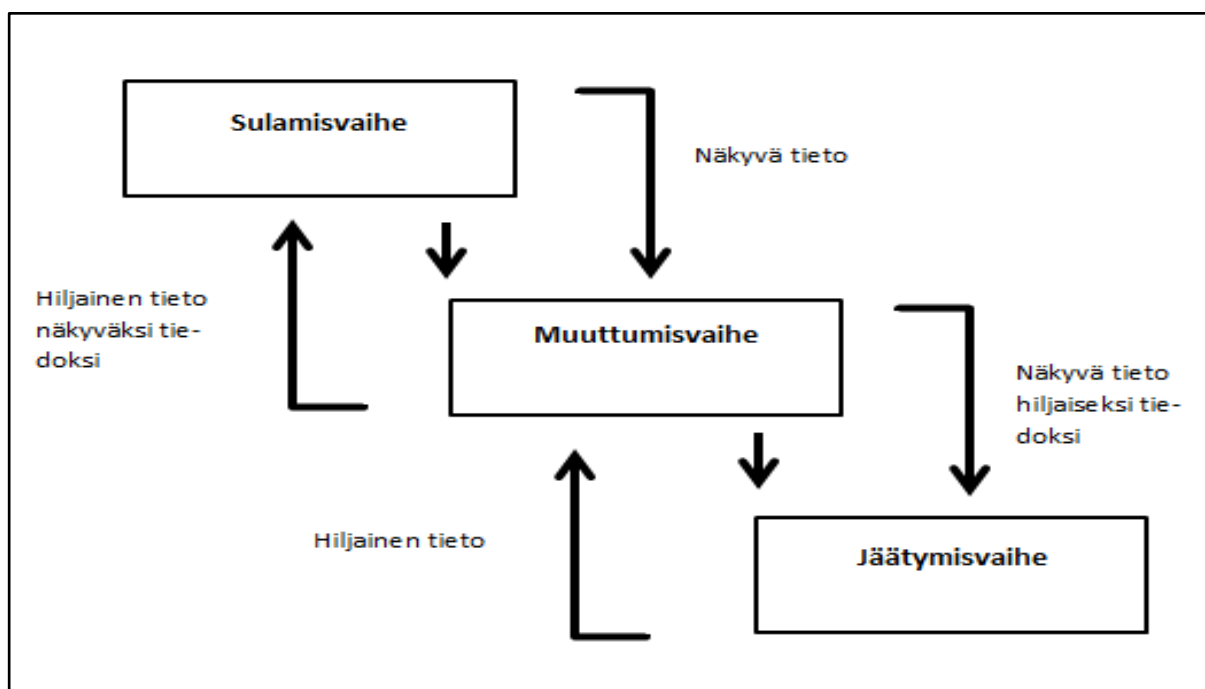 Sulamisvaihe
Näkyvä tieto
Hiljainen tieto
näkyväksi tie-
doksi
Muuttumisvaihe
Näkyvä tieto
hiljaiseksi tie-
doksi
Hiljainen tieto
Jäätymisvaihe